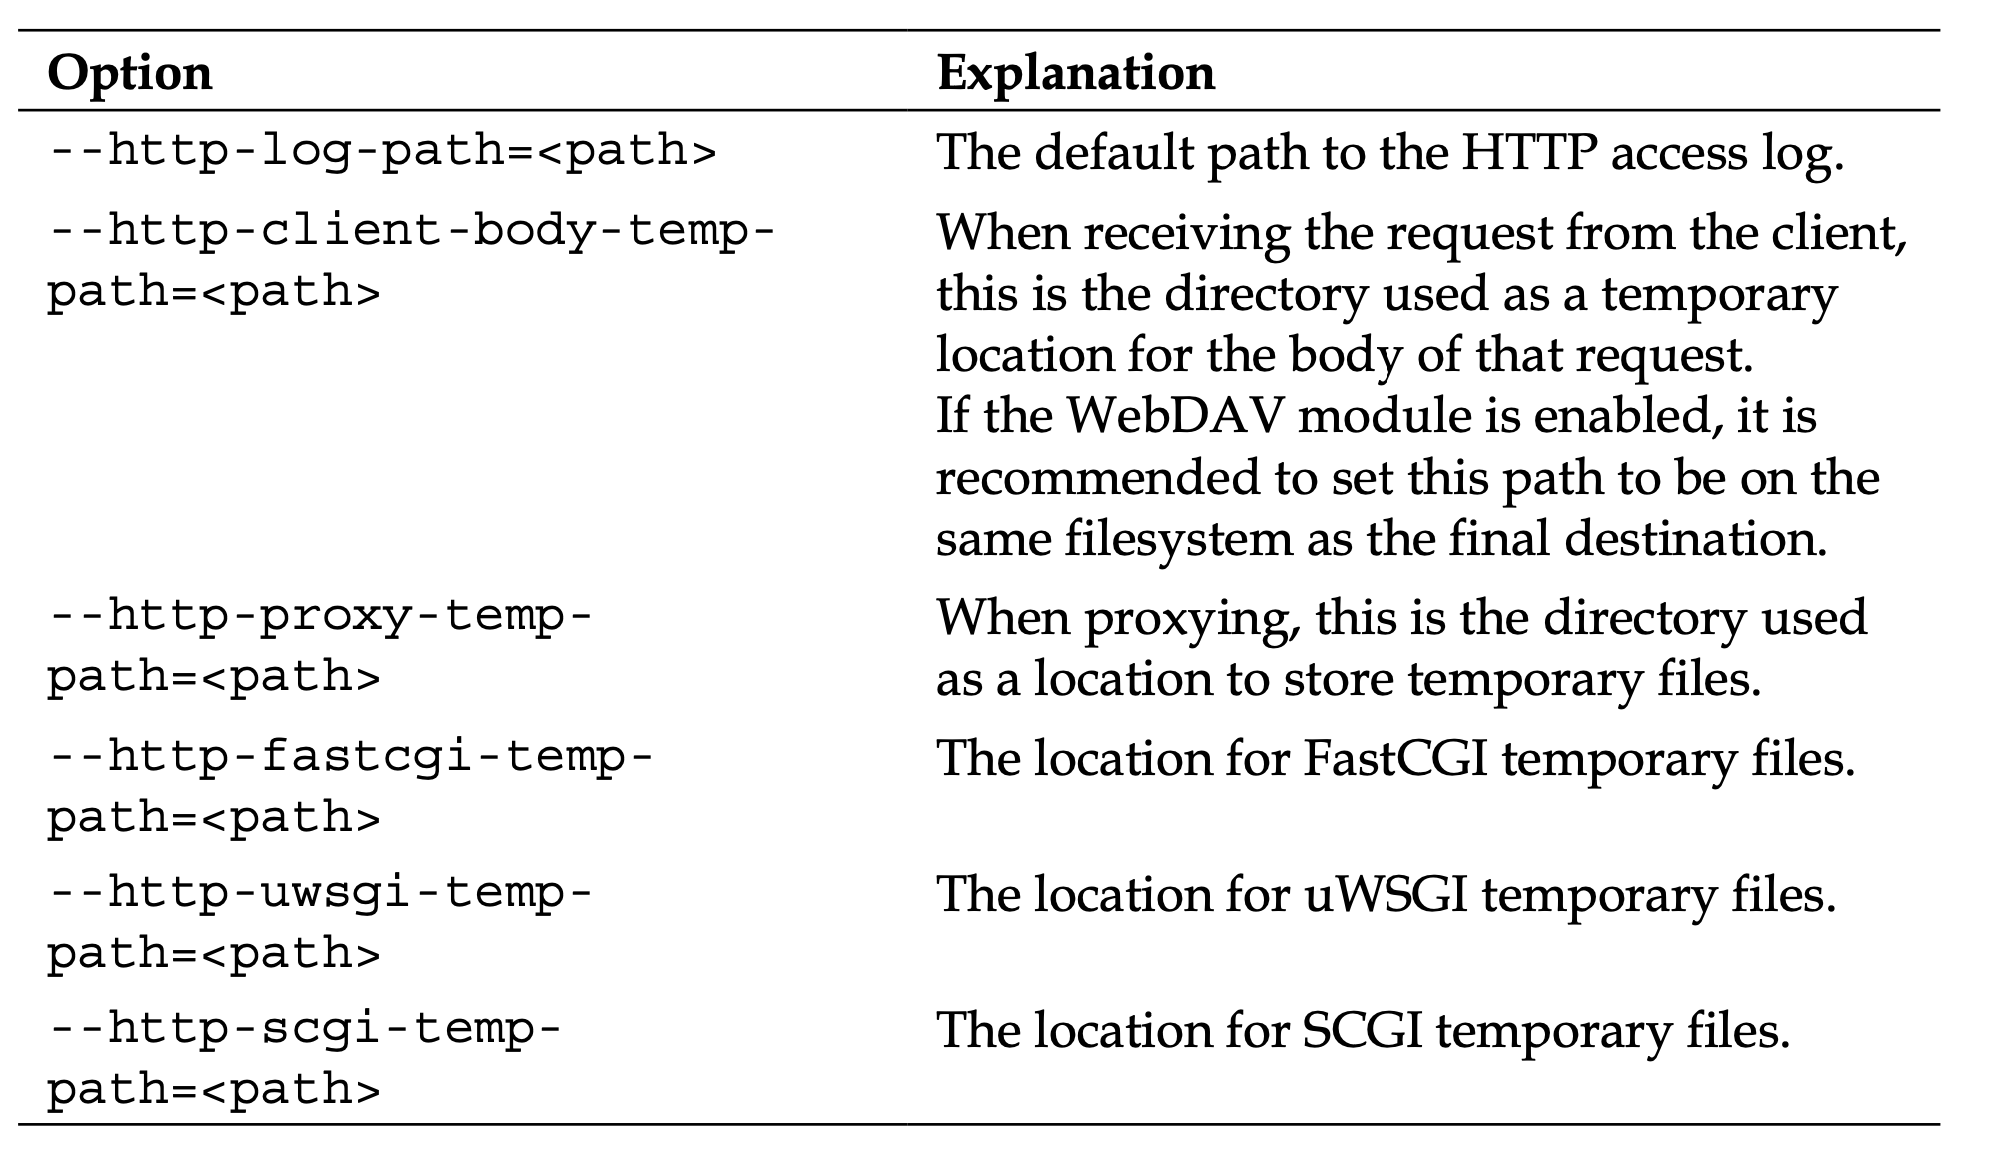 Option Explanation
--http-log-path=<path> The default path to the HTTP access log.
--http-client-body-temp-
path=<path>
When receiving the request from the client,
this is the directory used as a temporary
location for the body of that request.
If the WebDAV module is enabled, it is
recommended to set this path to be on the
same filesystem as the final destination.
--http-proxy-temp-
path=<path>
When proxying, this is the directory used
as a location to store temporary files.
--http-fastcgi-temp-
path=<path>
The location for FastCGI temporary files.
--http-uwsgi-temp-
path=<path>
The location for uWSGI temporary files.
--http-scgi-temp-
path=<path>
The location for SCGI temporary files.